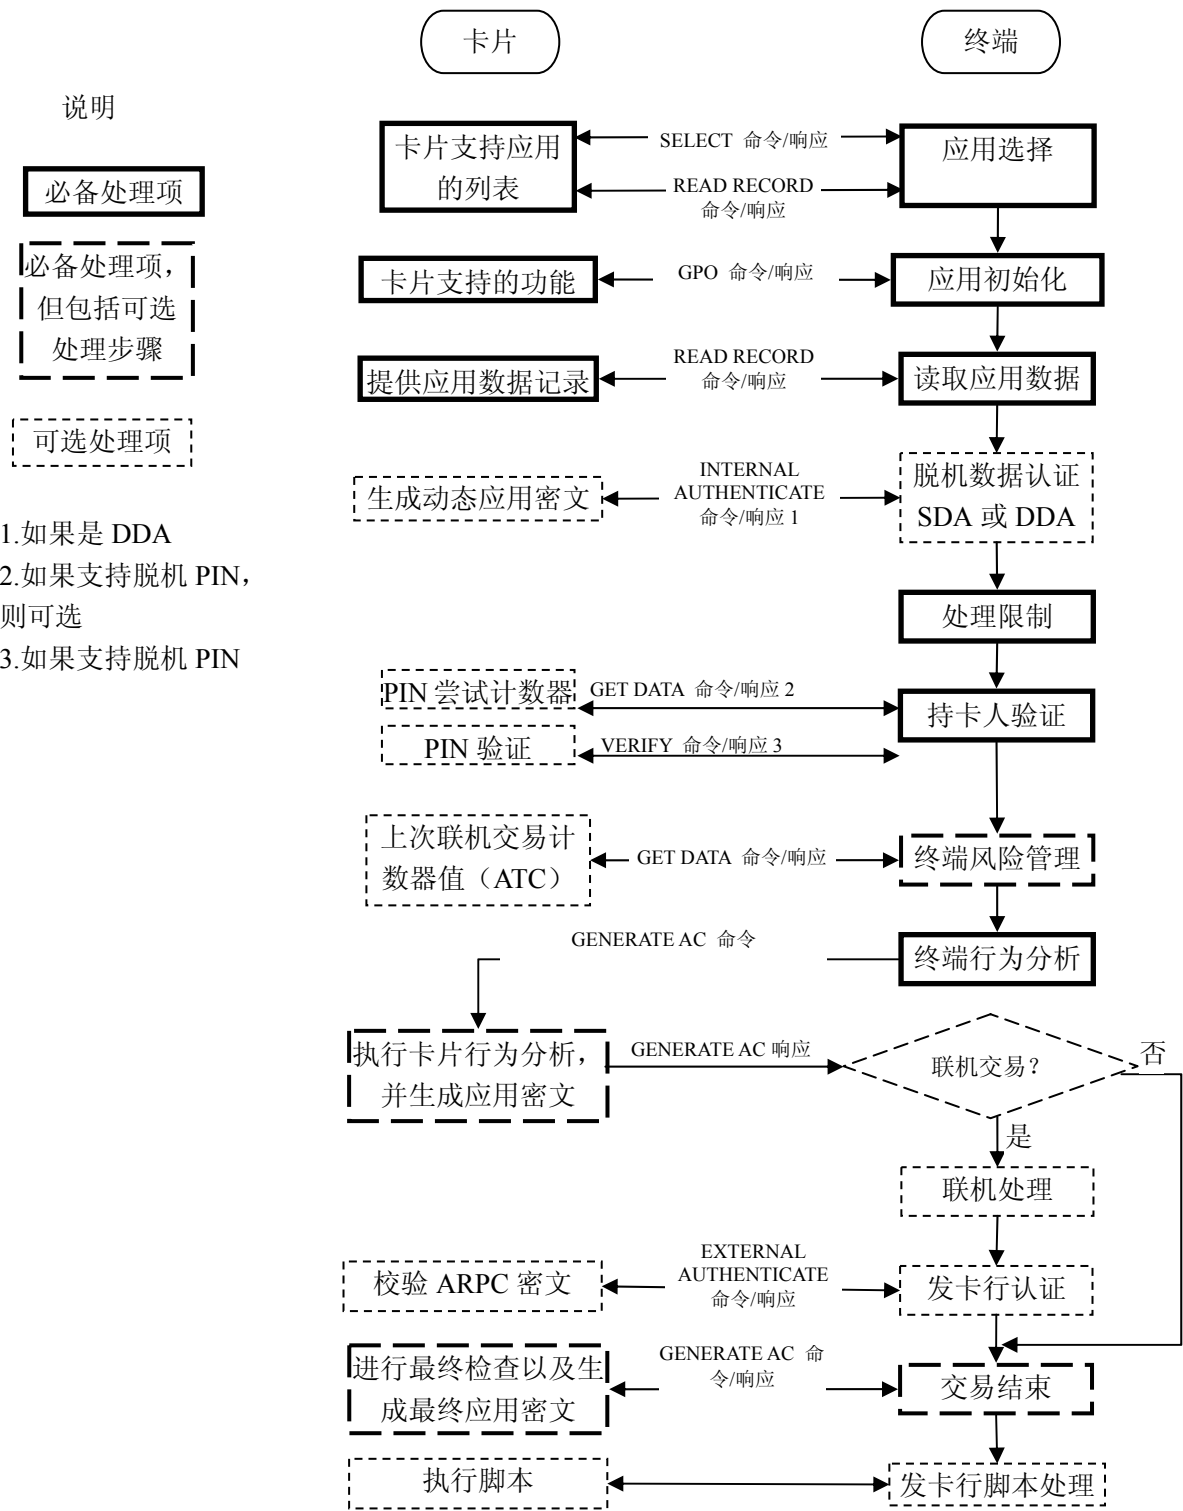 卡片
终端
说明
必备处理项
必备处理项，
但包括可选
处理步骤
可选处理项
1.如果是 DDA
2.如果支持脱机 PIN，
则可选
3.如果支持脱机 PIN
卡片支持应用
的列表
SELECT 命令/响应
READ RECORD
命令/响应
应用选择
卡片支持的功能
GPO 命令/响应
应用初始化
提供应用数据记录
READ RECORD
命令/响应
读取应用数据
生成动态应用密文
INTERNAL
AUTHENTICATE
命令/响应 1
脱机数据认证
SDA 或 DDA
处理限制
PIN 尝试计数器
GET DATA 命令/响应 2
持卡人验证
PIN 验证
VERIFY 命令/响应 3
上次联机交易计
数器值（ATC）
GET DATA 命令/响应
终端风险管理
GENERATE AC 命令
终端行为分析
执行卡片行为分析，
并生成应用密文
GENERATE AC 响应
联机交易？
否
是
联机处理
校验 ARPC 密文
EXTERNAL
AUTHENTICATE
命令/响应
发卡行认证
进行最终检查以及生
成最终应用密文
GENERATE AC 命
令/响应
交易结束
执行脚本
发卡行脚本处理